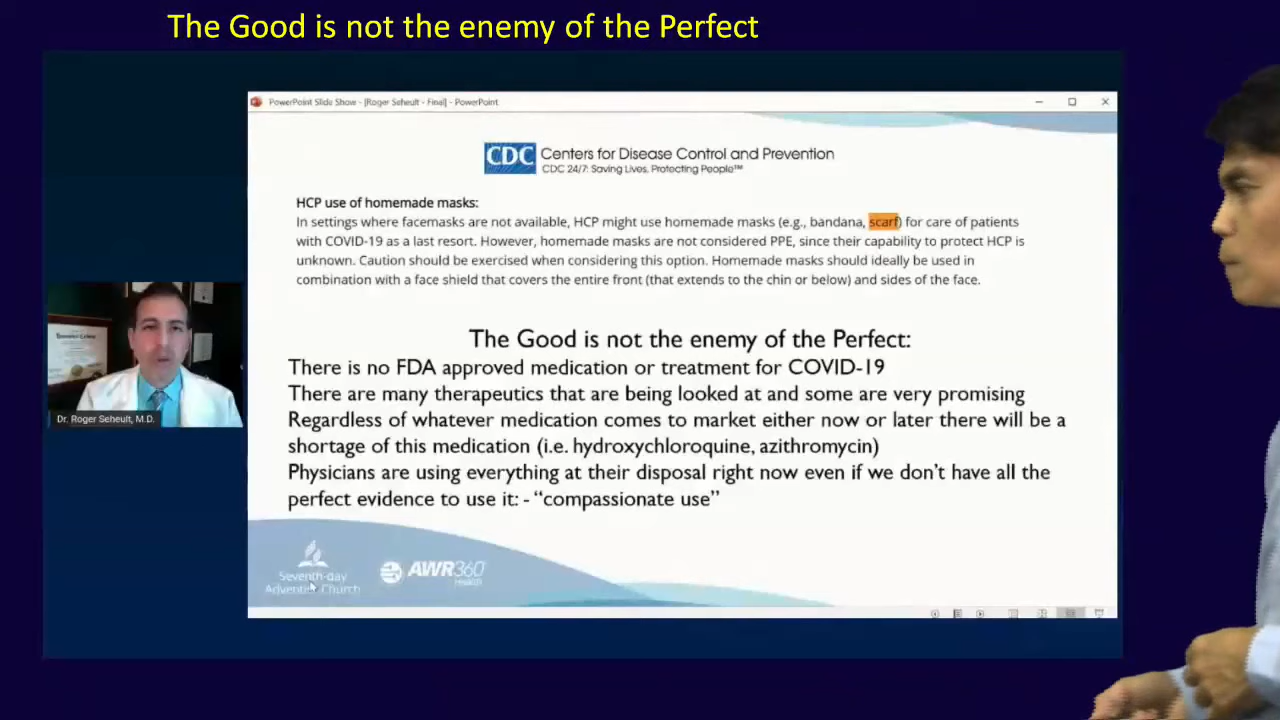 The Good is not the enemy of the Perfect
PowerPoint Slide Show - [Roger Seheult - Final] - PowerPoint
CDC Centers for Disease Control and Prevention
CDC 24/7: Saving Lives, Protecting People™
HCP use of homemade masks:
In settings where facemasks are not available, HCP might use homemade masks (e.g., bandana, scarf) for care of patients
with COVID-19 as a last resort. However, homemade masks are not considered PPE, since their capability to protect HCP is
unknown. Caution should be exercised when considering this option. Homemade masks should ideally be used in
combination with a face shield that covers the entire front (that extends to the chin or below) and sides of the face.
The Good is not the enemy of the Perfect:
There is no FDA approved medication or treatment for COVID-19
There are many therapeutics that are being looked at and some are very promising
Regardless of whatever medication comes to market either now or later there will be a
shortage of this medication (i.e. hydroxychloroquine, azithromycin)
Physicians are using everything at their disposal right now even if we don't have all the
perfect evidence to use it: - “compassionate use”
Dr. Roger Seheult, M.D.
Seventh-day
Adventist Church
AWR360°
Health